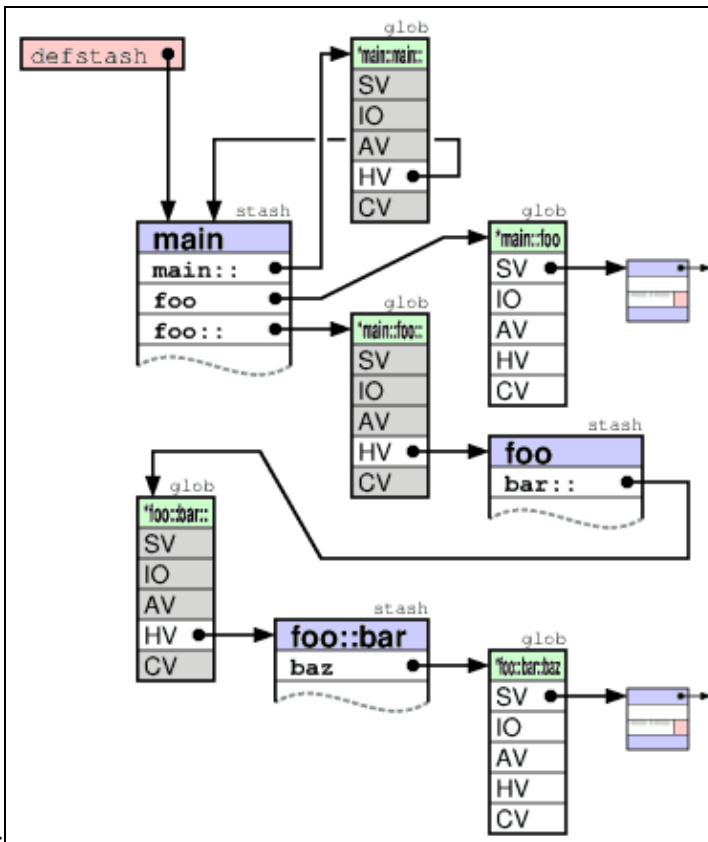 glob
defstash
*main::main::
SV
IO
AV
HV
CV
stash
main
main::
foo
foo::
glob
*main::foo
SV
IO
AV
HV
CV
glob
*main::foo::
SV
IO
AV
HV
CV
stash
foo
bar::
glob
*foo::bar::
SV
IO
AV
HV
CV
stash
foo::bar
baz
glob
*foo::bar::baz
SV
IO
AV
HV
CV